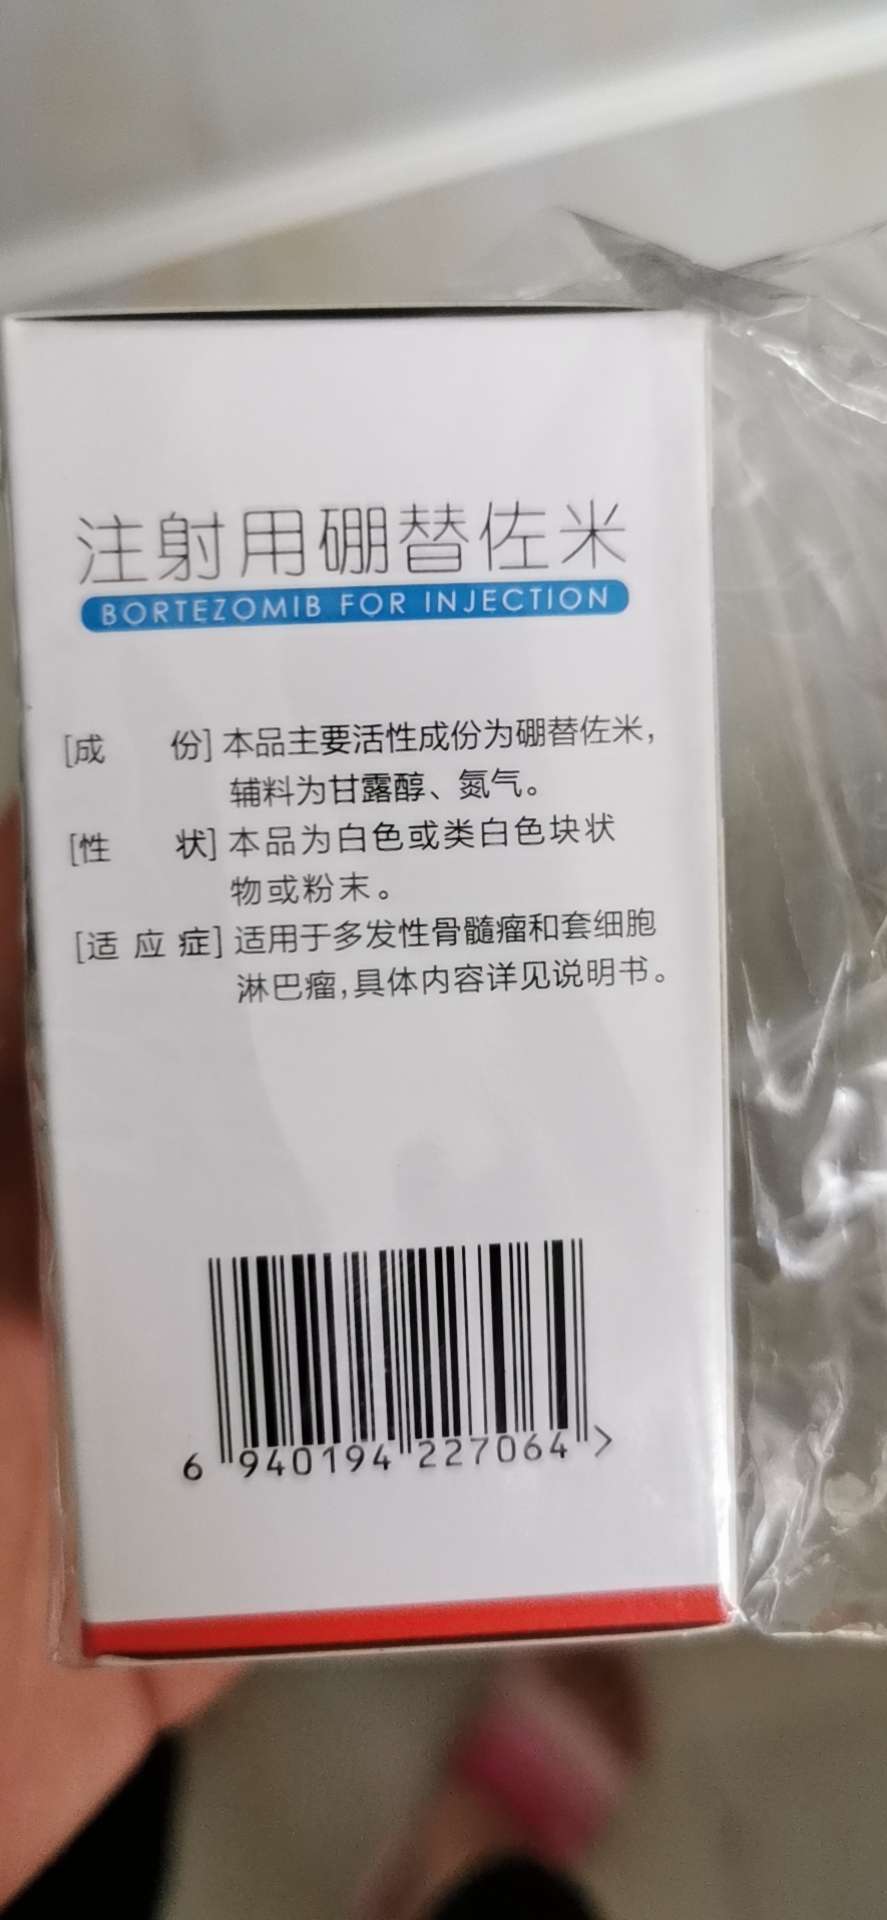 注射用硼替佐米
BORTEZOMIB FOR INJECTION
[成 份] 本品主要活性成份为硼替佐米，
辅料为甘露醇、氮气。
[性 状] 本品为白色或类白色块状
物或粉末。
[适 应 症] 适用于多发性骨髓瘤和套细胞
淋巴瘤，具体内容详见说明书。
6 940194 227064 >